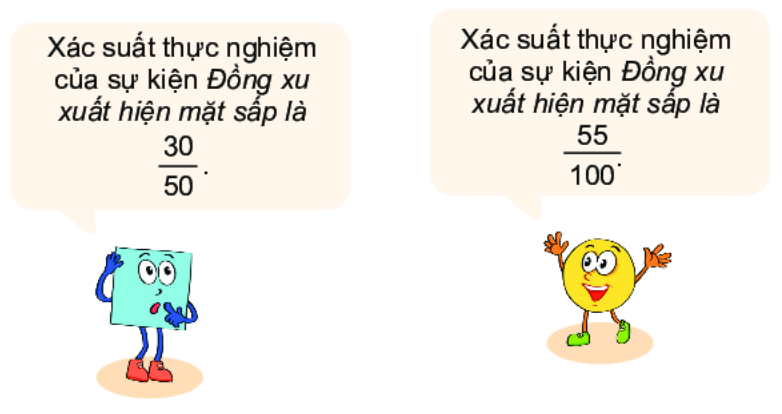 Xác suất thực nghiệm
của sự kiện Đồng xu
xuất hiện mặt sấp là
30
50 .
Xác suất thực nghiệm
của sự kiện Đồng xu
xuất hiện mặt sấp là
55
100 .